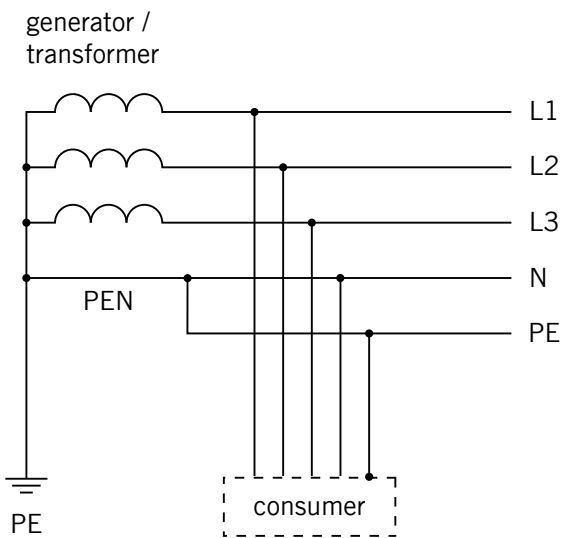 generator /
transformer
L1
L2
L3
N
PEN
PE
consumer
PE